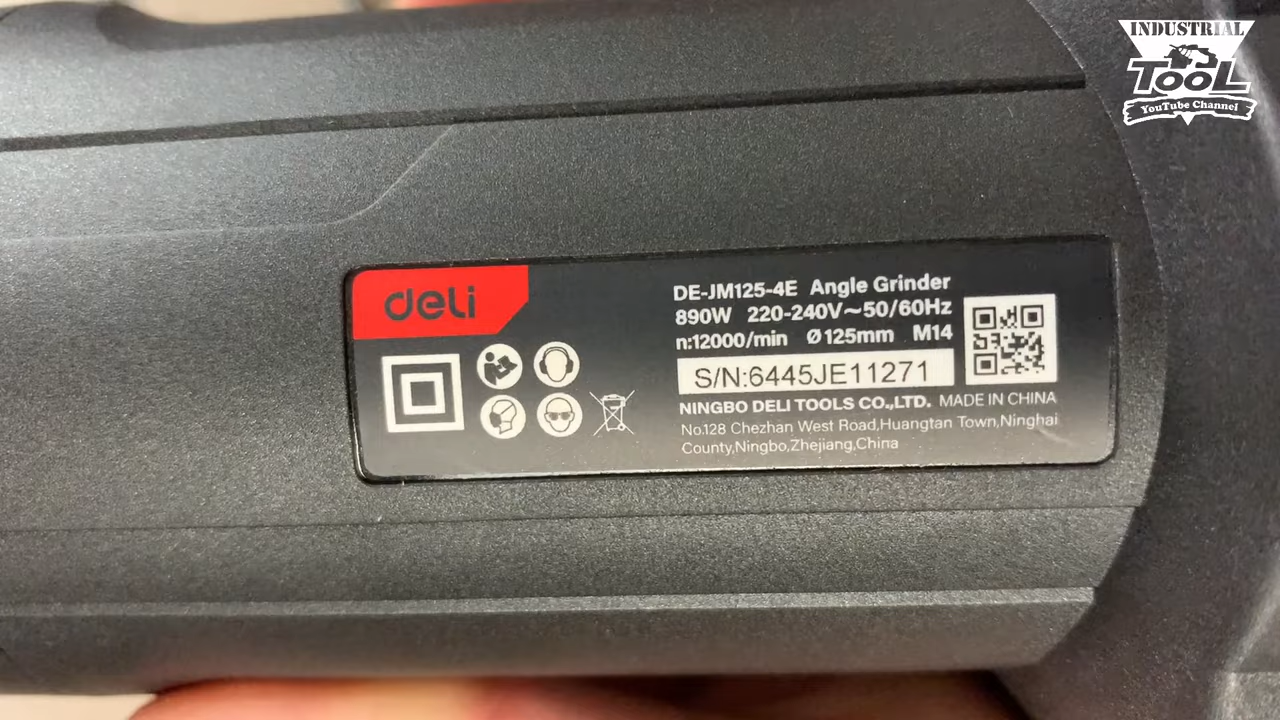 INDUSTRIAL
TOOL
YouTube Channel
deli
DE-JM125-4E Angle Grinder
890W 220-240V~50/60Hz
n:12000/min Ø125mm M14
S/N:6445JE11271
NINGBO DELI TOOLS CO.,LTD. MADE IN CHINA
No.128 Chezhan West Road,Huangtan Town,Ninghai
County,Ningbo,Zhejiang,China